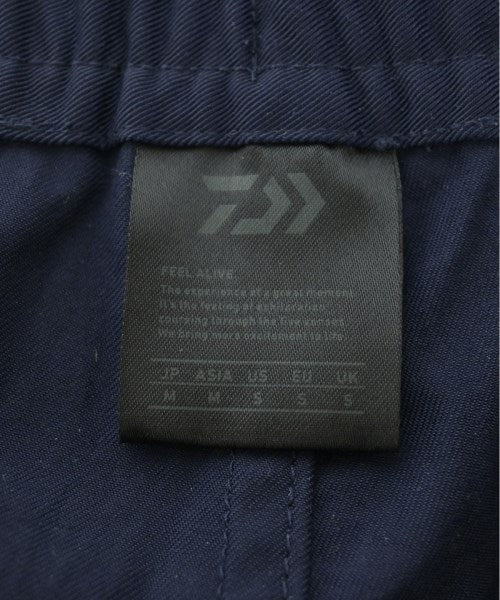 FEEL ALIVE.
The experience of a great moment.
It's the feeling of exhilaration,
coursing through the five senses.
We bring more excitement to life.
JP ASIA US EU UK
M M S S S